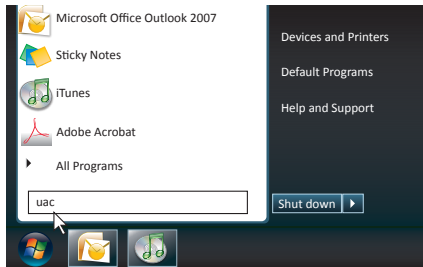 Microsoft Office Outlook 2007
Sticky Notes
iTunes
Adobe Acrobat
All Programs
uac
Devices and Printers
Default Programs
Help and Support
Shut down